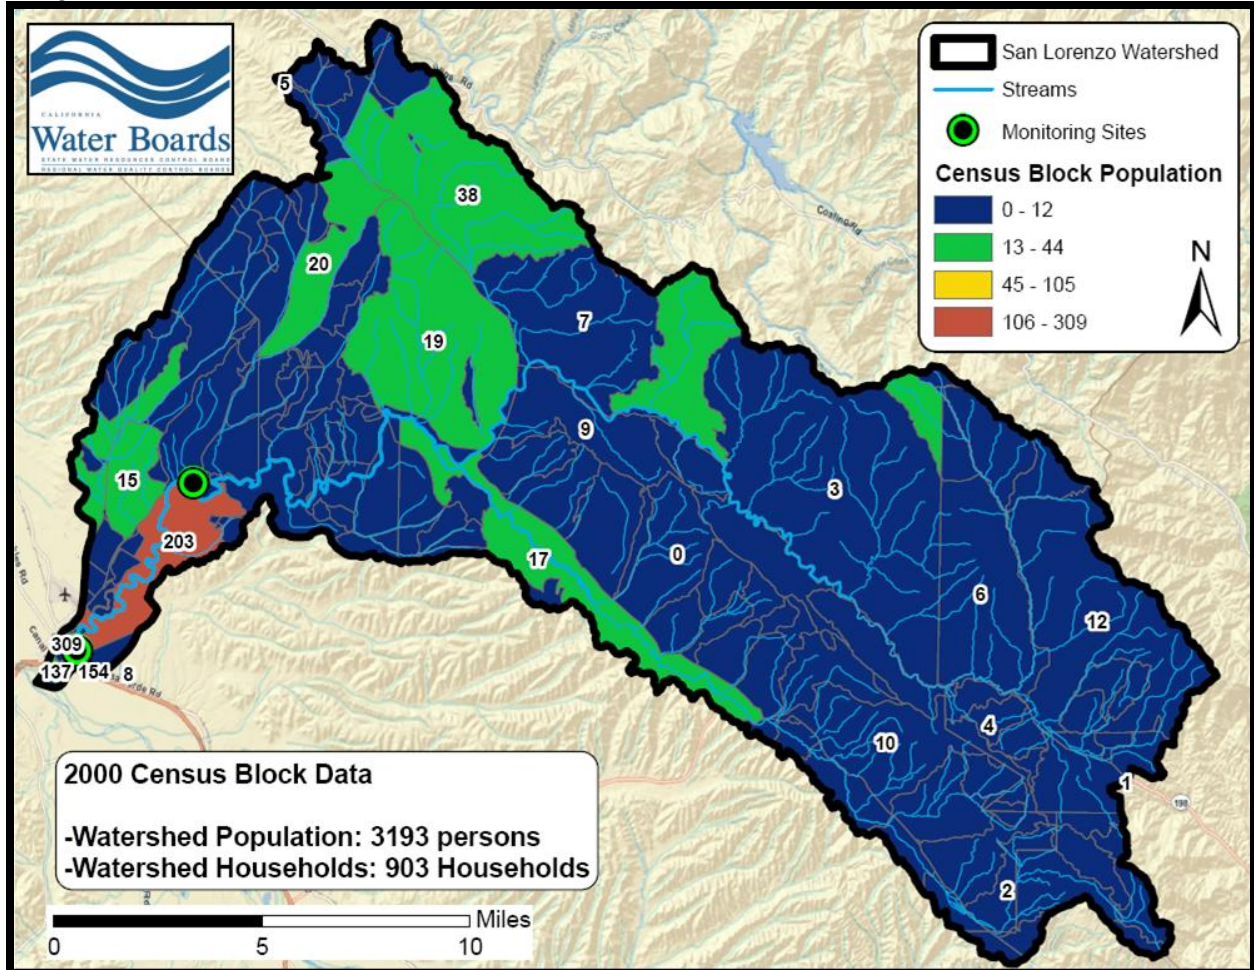 CALIFORNIA
Water Boards
STATE WATER RESOURCES CONTROL BOARD
REGIONAL WATER QUALITY CONTROL BOARDS
San Lorenzo Watershed
Streams
Monitoring Sites
Census Block Population
0 - 12
13 - 44
45 - 105
106 - 309
N
Coalinga Rd
5
38
20
7
19
9
15
3
203
17
0
6
12
309
137
154
8
4
10
1
198
2
2000 Census Block Data
-Watershed Population: 3193 persons
-Watershed Households: 903 Households
Miles
0
5
10